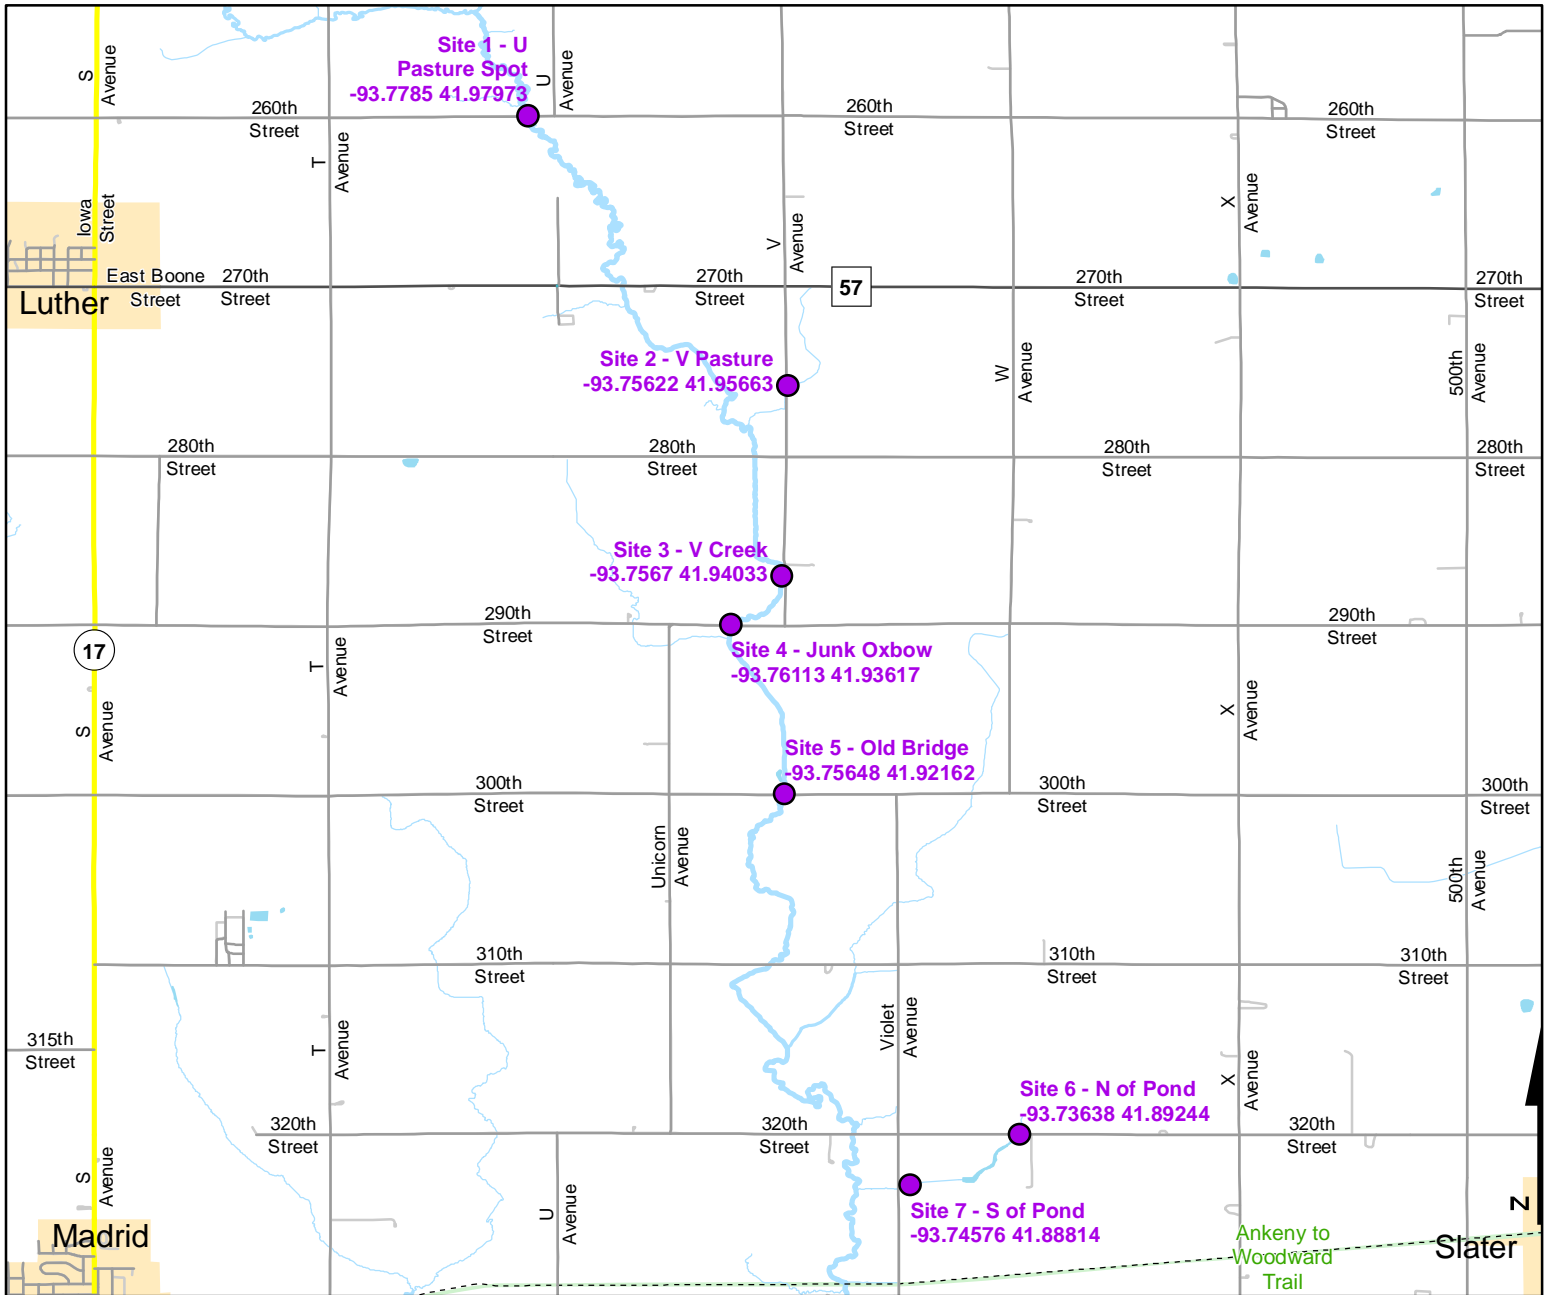 S
Avenue
Site 1 - U
Pasture Spot
-93.7785 41.97973
U
Avenue
260th
Street
260th
Street
260th
Street
T
Avenue
Iowa
Street
X
Avenue
V
Avenue
East Boone
Street
270th
Street
270th
Street
57
270th
Street
270th
Street
Luther
Site 2 - V Pasture
-93.75622 41.95663
W
Avenue
500th
Avenue
280th
Street
280th
Street
280th
Street
280th
Street
Site 3 - V Creek
-93.7567 41.94033
290th
Street
290th
Street
17
T
Avenue
Site 4 - Junk Oxbow
-93.76113 41.93617
S
Avenue
X
Avenue
Site 5 - Old Bridge
-93.75648 41.92162
300th
Street
300th
Street
300th
Street
Unicorn
Avenue
500th
Avenue
310th
Street
310th
Street
310th
Street
315th
Street
T
Avenue
Violet
Avenue
X
Avenue
Site 6 - N of Pond
-93.73638 41.89244
320th
Street
320th
Street
320th
Street
S
Avenue
U
Avenue
Site 7 - S of Pond
-93.74576 41.88814
Madrid
Ankeny to
Woodward
Trail
N
Slater